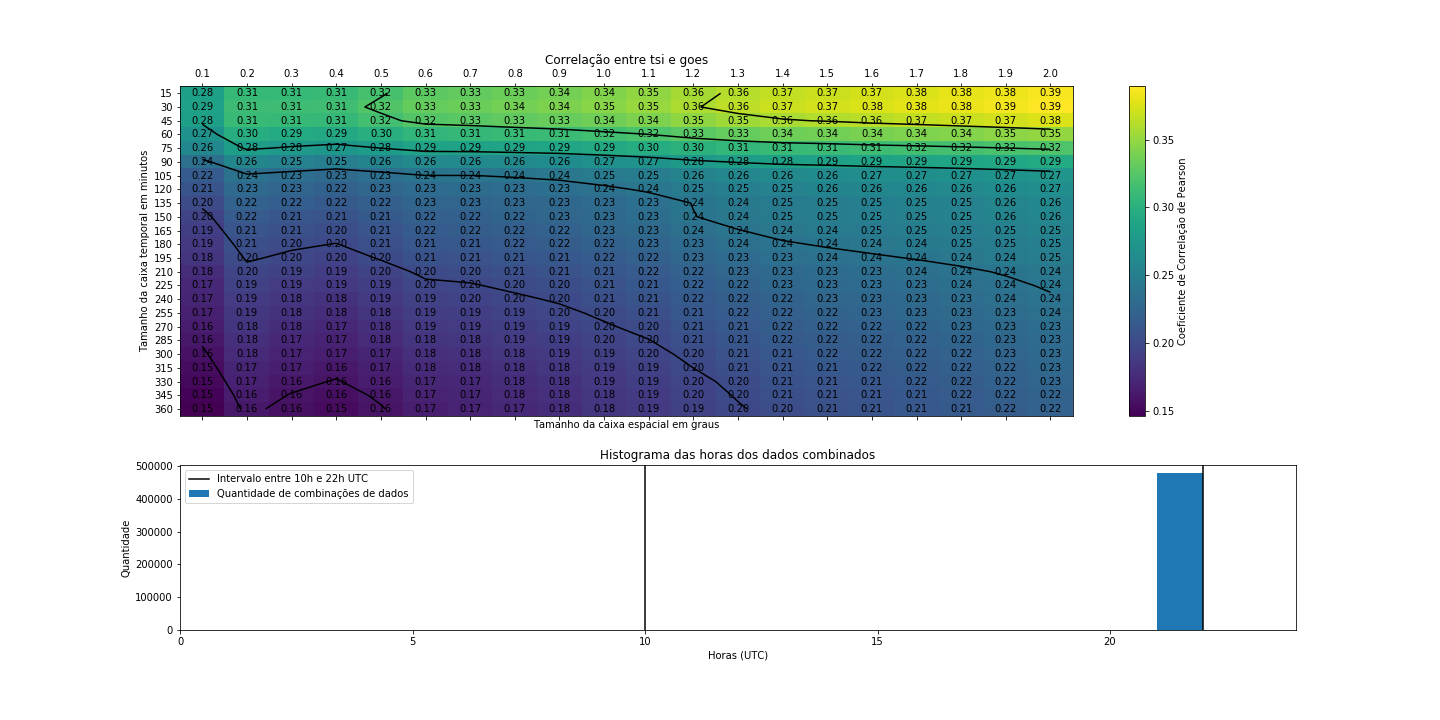 Correlação entre tsi e goes
0.1 0.2 0.3 0.4 0.5 0.6 0.7 0.8 0.9 1.0 1.1 1.2 1.3 1.4 1.5 1.6 1.7 1.8 1.9 2.0
15 0.28 0.31 0.31 0.31 0.32 0.33 0.33 0.33 0.34 0.34 0.35 0.36 0.36 0.37 0.37 0.37 0.38 0.38 0.38 0.39
30 0.29 0.31 0.31 0.31 0.32 0.33 0.33 0.34 0.34 0.35 0.35 0.36 0.36 0.37 0.37 0.38 0.38 0.38 0.39 0.39
45 0.28 0.31 0.31 0.31 0.32 0.32 0.33 0.33 0.34 0.34 0.34 0.35 0.35 0.36 0.36 0.36 0.37 0.37 0.37 0.38
60 0.27 0.30 0.29 0.29 0.30 0.31 0.31 0.31 0.31 0.32 0.32 0.33 0.33 0.34 0.34 0.34 0.34 0.34 0.35 0.35
75 0.26 0.28 0.28 0.27 0.28 0.29 0.29 0.29 0.29 0.29 0.30 0.30 0.31 0.31 0.31 0.31 0.32 0.32 0.32 0.32
90 0.24 0.26 0.25 0.25 0.26 0.26 0.26 0.26 0.26 0.27 0.27 0.28 0.28 0.28 0.29 0.29 0.29 0.29 0.29 0.29
105 0.22 0.24 0.23 0.23 0.23 0.24 0.24 0.24 0.24 0.25 0.25 0.26 0.26 0.26 0.26 0.27 0.27 0.27 0.27 0.27
120 0.21 0.23 0.23 0.22 0.23 0.23 0.23 0.23 0.23 0.24 0.24 0.25 0.25 0.25 0.26 0.26 0.26 0.26 0.26 0.27
135 0.20 0.22 0.22 0.22 0.22 0.23 0.23 0.23 0.23 0.23 0.23 0.24 0.24 0.25 0.25 0.25 0.25 0.25 0.26 0.26
150 0.20 0.22 0.21 0.21 0.21 0.22 0.22 0.22 0.23 0.23 0.23 0.24 0.24 0.25 0.25 0.25 0.25 0.25 0.26 0.26
165 0.19 0.21 0.21 0.20 0.21 0.22 0.22 0.22 0.22 0.22 0.23 0.23 0.24 0.24 0.24 0.25 0.25 0.25 0.25 0.25
180 0.19 0.21 0.20 0.20 0.21 0.21 0.21 0.22 0.22 0.22 0.23 0.23 0.24 0.24 0.24 0.24 0.24 0.25 0.25 0.25
195 0.18 0.20 0.20 0.20 0.20 0.21 0.21 0.21 0.22 0.22 0.22 0.23 0.23 0.23 0.24 0.24 0.24 0.24 0.24 0.25
210 0.18 0.20 0.19 0.19 0.20 0.20 0.20 0.21 0.21 0.21 0.22 0.22 0.23 0.23 0.23 0.23 0.24 0.24 0.24 0.24
225 0.17 0.19 0.19 0.19 0.19 0.20 0.20 0.20 0.20 0.21 0.21 0.22 0.22 0.23 0.23 0.23 0.23 0.24 0.24 0.24
240 0.17 0.19 0.18 0.18 0.19 0.19 0.20 0.20 0.20 0.21 0.21 0.22 0.22 0.22 0.23 0.23 0.23 0.23 0.24 0.24
255 0.17 0.18 0.18 0.18 0.18 0.19 0.19 0.19 0.20 0.20 0.21 0.21 0.22 0.22 0.22 0.23 0.23 0.23 0.23 0.24
270 0.16 0.18 0.18 0.17 0.18 0.19 0.19 0.19 0.19 0.20 0.20 0.21 0.21 0.22 0.22 0.22 0.22 0.23 0.23 0.23
285 0.16 0.18 0.17 0.17 0.18 0.18 0.18 0.19 0.19 0.19 0.20 0.21 0.21 0.21 0.22 0.22 0.22 0.22 0.23 0.23
300 0.16 0.18 0.17 0.17 0.17 0.18 0.18 0.18 0.19 0.19 0.20 0.20 0.21 0.21 0.22 0.22 0.22 0.22 0.23 0.23
315 0.15 0.17 0.17 0.16 0.17 0.18 0.18 0.18 0.18 0.19 0.19 0.20 0.20 0.21 0.21 0.22 0.22 0.22 0.22 0.23
330 0.15 0.17 0.16 0.16 0.16 0.17 0.17 0.18 0.18 0.19 0.19 0.20 0.20 0.21 0.21 0.21 0.22 0.22 0.22 0.23
345 0.15 0.16 0.16 0.16 0.16 0.17 0.17 0.17 0.18 0.18 0.19 0.20 0.20 0.21 0.21 0.21 0.21 0.22 0.22 0.22
360 0.15 0.16 0.16 0.15 0.16 0.17 0.17 0.17 0.18 0.18 0.19 0.19 0.20 0.20 0.21 0.21 0.21 0.21 0.22 0.22
Tamanho da caixa temporal em minutos
Tamanho da caixa espacial em graus
0.35
0.30
0.25
0.20
0.15
Coeficiente de Correlação de Pearson
Histograma das horas dos dados combinados
500000
400000
300000
200000
100000
0
Quantidade
Intervalo entre 10h e 22h UTC
Quantidade de combinações de dados
0 5 10 15 20
Horas (UTC)